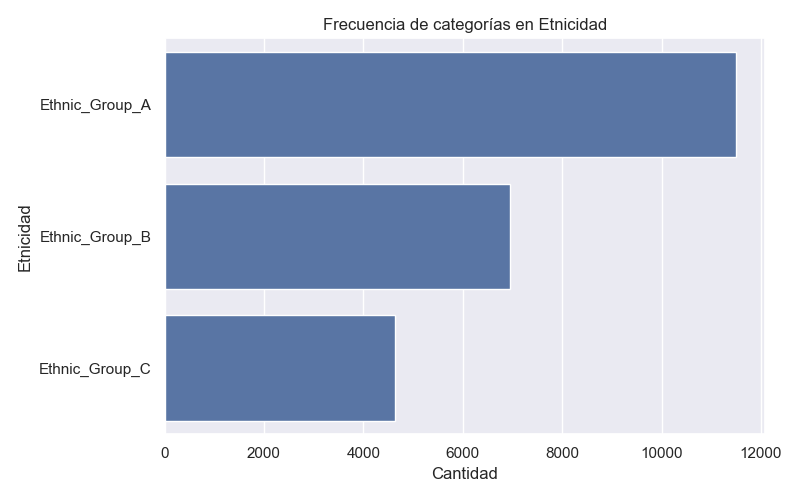 Frecuencia de categorías en Etnicidad
Etnicidad
Ethnic_Group_A
Ethnic_Group_B
Ethnic_Group_C
0 2000 4000 6000 8000 10000 12000
Cantidad